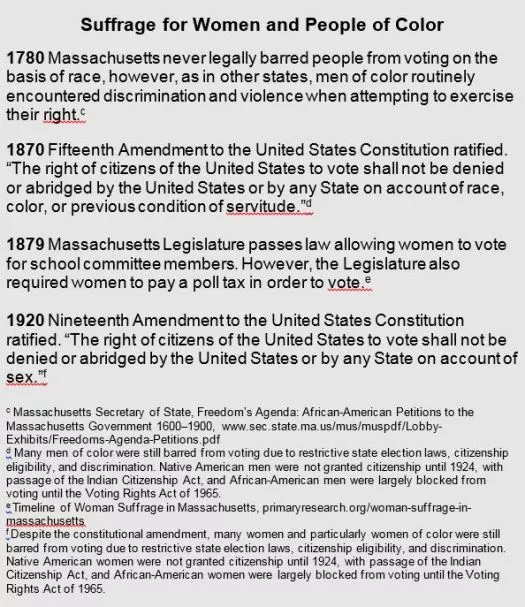 Suffrage for Women and People of Color
1780 Massachusetts never legally barred people from voting on the
basis of race, however, as in other states, men of color routinely
encountered discrimination and violence when attempting to exercise
their right.c
1870 Fifteenth Amendment to the United States Constitution ratified.
“The right of citizens of the United States to vote shall not be denied
or abridged by the United States or by any State on account of race,
color, or previous condition of servitude.”d
1879 Massachusetts Legislature passes law allowing women to vote
for school committee members. However, the Legislature also
required women to pay a poll tax in order to vote.e
1920 Nineteenth Amendment to the United States Constitution
ratified. “The right of citizens of the United States to vote shall not be
denied or abridged by the United States or by any State on account of
sex.”f
c Massachusetts Secretary of State, Freedom’s Agenda: African-American Petitions to the
Massachusetts Government 1600–1900, www.sec.state.ma.us/mus/muspdf/Lobby-
Exhibits/Freedoms-Agenda-Petitions.pdf
d Many men of color were still barred from voting due to restrictive state election laws, citizenship
eligibility, and discrimination. Native American men were not granted citizenship until 1924, with
passage of the Indian Citizenship Act, and African-American men were largely blocked from
voting until the Voting Rights Act of 1965.
e Timeline of Woman Suffrage in Massachusetts, primaryresearch.org/woman-suffrage-in-
massachusetts
f Despite the constitutional amendment, many women and particularly women of color were still
barred from voting due to restrictive state election laws, citizenship eligibility, and discrimination.
Native American women were not granted citizenship until 1924, with passage of the Indian
Citizenship Act, and African-American women were largely blocked from voting until the Voting
Rights Act of 1965.